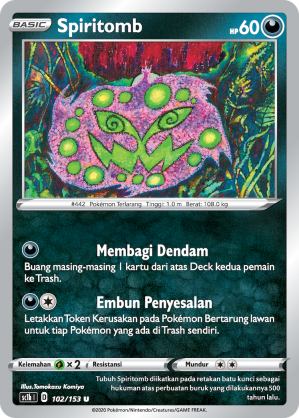 BASIC Spiritomb HP60
#442 Pokémon Terlarang Tinggi: 1.0 m Berat: 108.0 kg
Membagi Dendam
Buang masing-masing 1 kartu dari atas Deck kedua pemain
ke Trash.
Embun Penyesalan
Letakkan Token Kerusakan pada Pokémon Bertarung lawan
untuk tiap Pokémon yang ada di Trash sendiri.
Kelemahan ×2 Resistansi Mundur
Illus. Tomokazu Komiya
Tubuh Spiritomb diikatkan pada retakan batu kunci sebagai
hukuman atas perbuatan buruk yang dilakukannya 500
tahun lalu.
sc1b I D 102/153 U
©2020 Pokémon/Nintendo/Creatures/GAME FREAK.